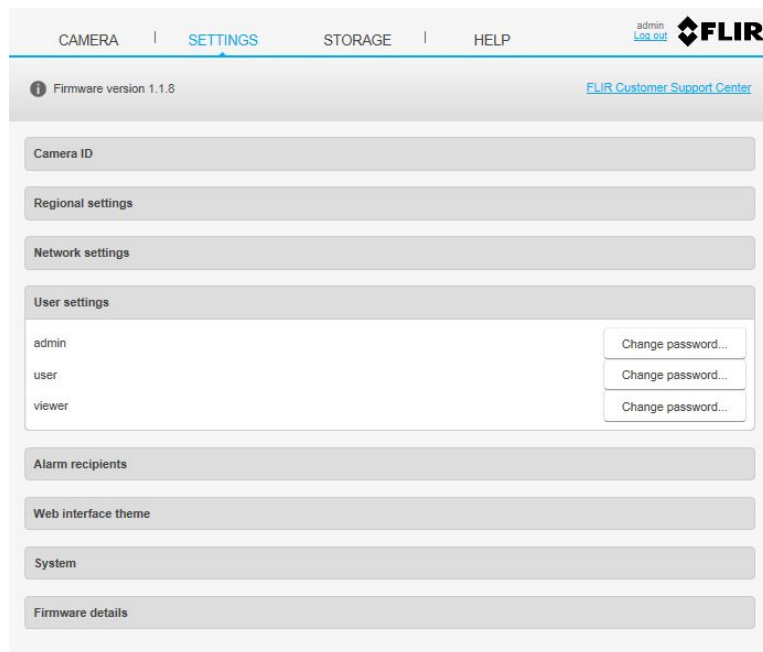 CAMERA | SETTINGS STORAGE | HELP admin
Log out FLIR
Firmware version 1.1.8 FLIR Customer Support Center
Camera ID
Regional settings
Network settings
User settings
admin Change password...
user Change password...
viewer Change password...
Alarm recipients
Web interface theme
System
Firmware details